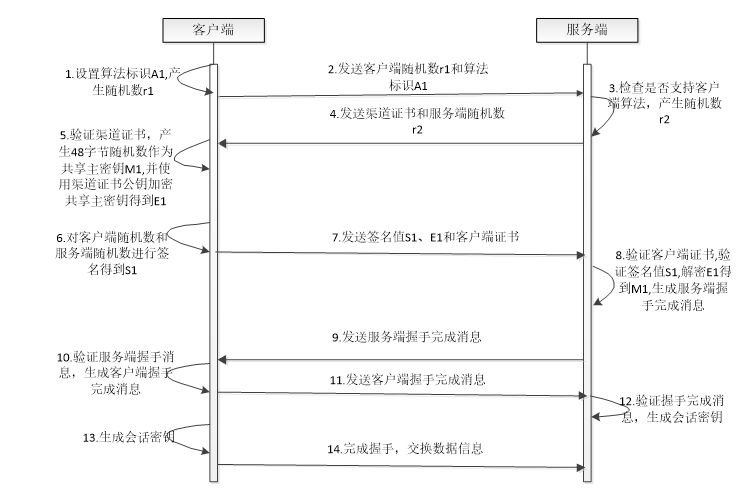 客户端
服务端
1.设置算法标识A1,产
生随机数r1
2.发送客户端随机数r1和算法
标识A1
3.检查是否支持客户
端算法，产生随机数
r2
4.发送渠道证书和服务端随机数
r2
5.验证渠道证书，产
生48字节随机数作为
共享主密钥M1,并使
用渠道证书公钥加密
共享主密钥得到E1
6.对客户端随机数和
服务端随机数进行签
名得到S1
7.发送签名值S1、E1和客户端证书
8.验证客户端证书,验
证签名值S1,解密E1得
到M1,生成服务端握
手完成消息
9.发送服务端握手完成消息
10.验证服务端握手消
息，生成客户端握手
完成消息
11.发送客户端握手完成消息
12.验证握手完成消
息，生成会话密钥
13.生成会话密钥
14.完成握手，交换数据信息